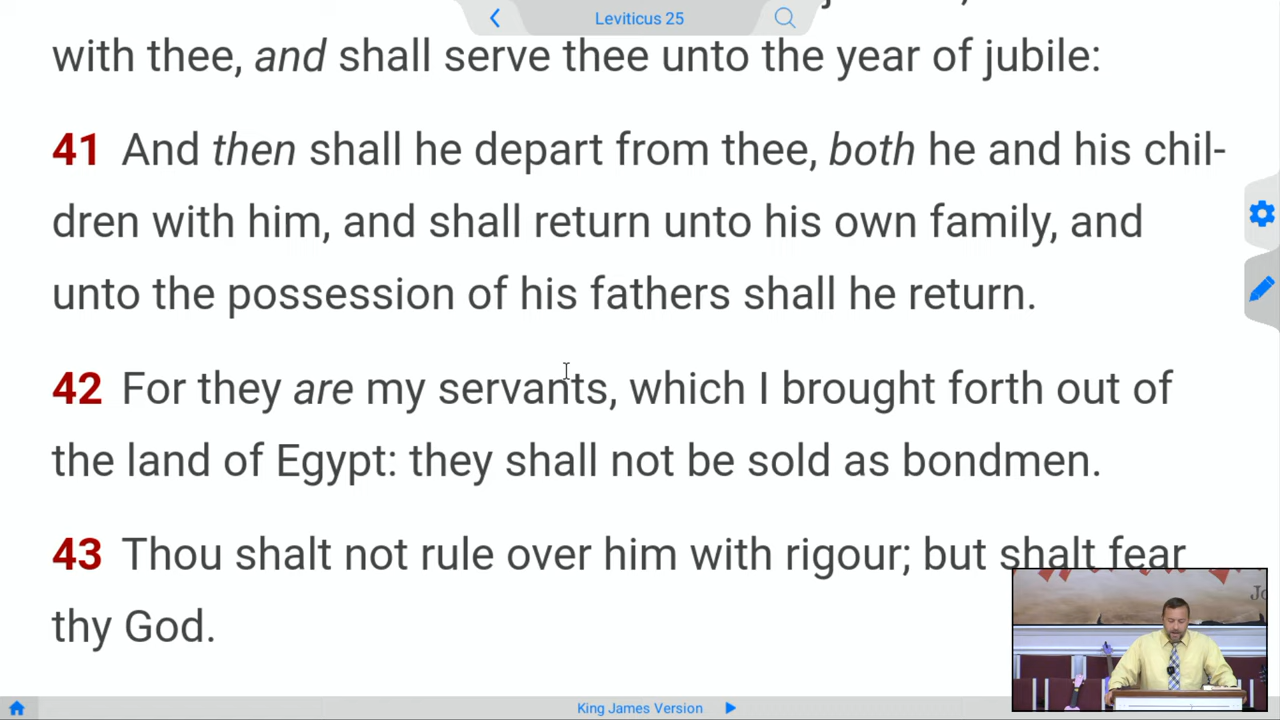 Leviticus 25
with thee, and shall serve thee unto the year of jubile:
41 And then shall he depart from thee, both he and his chil-
dren with him, and shall return unto his own family, and
unto the possession of his fathers shall he return.
42 For they are my servants, which I brought forth out of
the land of Egypt: they shall not be sold as bondmen.
43 Thou shalt not rule over him with rigour; but shalt fear
thy God.
Jo
King James Version